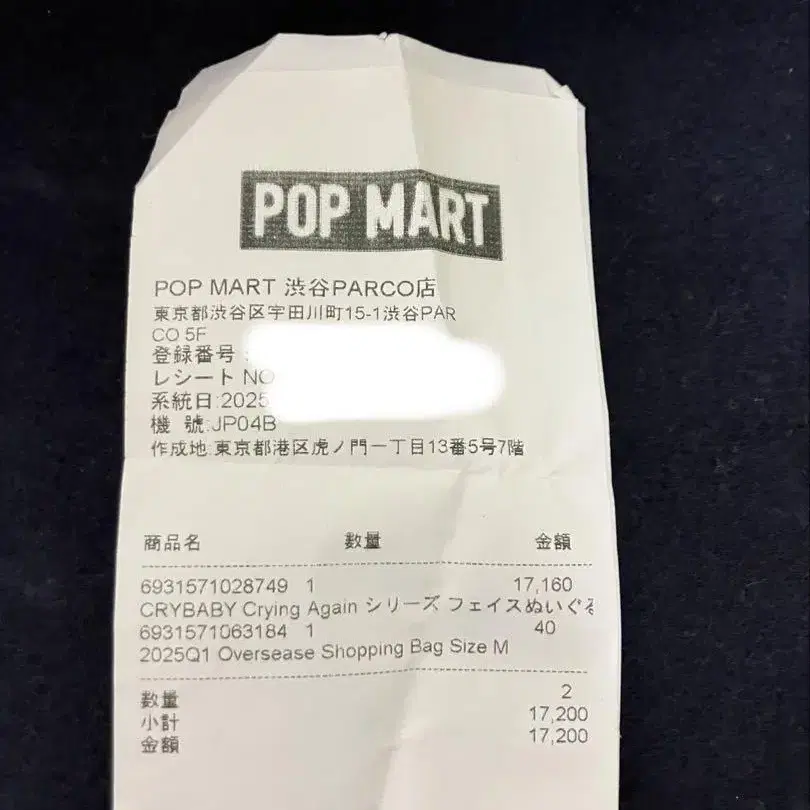 POP MART
POP MART 渋谷PARCO店
東京都渋谷区宇田川町15-1渋谷PAR
CO 5F
登録番号:
レシート NO
系統日:2025
機 號:JP04B
作成地:東京都港区虎ノ門一丁目13番5号7階
商品名 数量 金額
6931571028749 1 17,160
CRYBABY Crying Again シリーズ フェイスぬいぐる
6931571063184 1 40
2025Q1 Oversease Shopping Bag Size M
数量 2
小計 17,200
金額 17,200